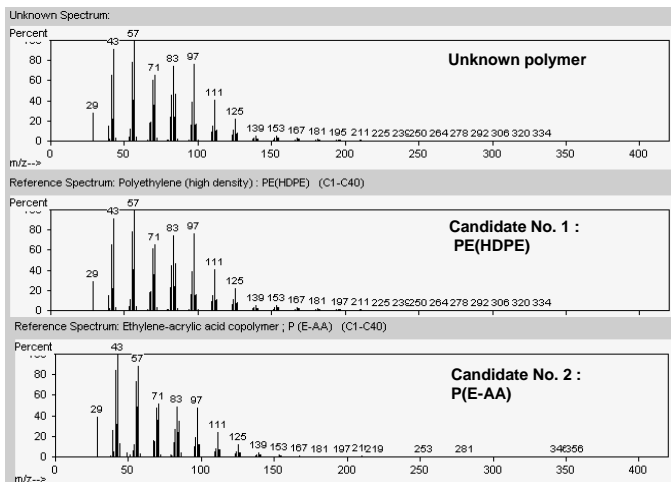 Unknown Spectrum:
Percent
Unknown polymer
57
43
83
97
80
71
60
111
40
29
125
20
139 153 167 181 195 211 225 239 250 264 278 292 306 320 334
0
0 50 100 150 200 250 300 350 400
m/z-->
Reference Spectrum: Polyethylene (high density) : PE(HDPE) (C1-C40)
Percent
57
43
Candidate No. 1 :
PE(HDPE)
83
97
80
71
60
111
40
29
125
20
139 153 167 181 197 211 225 239 250 264 278 292 306 320 334
0
0 50 100 150 200 250 300 350 400
m/z-->
Reference Spectrum: Ethylene-acrylic acid copolymer ; P (E-AA) (C1-C40)
Percent
43
57
Candidate No. 2 :
P(E-AA)
80
60
71
83
97
40
29
111
20
125
139 153 167 181 197 219 253 281 356
0
0 50 100 150 200 250 300 350 400
m/z-->